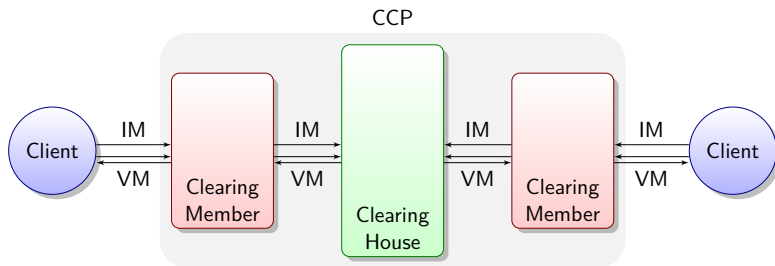 CCP
IM
IM
IM
IM
Client
Client
VM
VM
VM
VM
Clearing
Member
Clearing
House
Clearing
Member